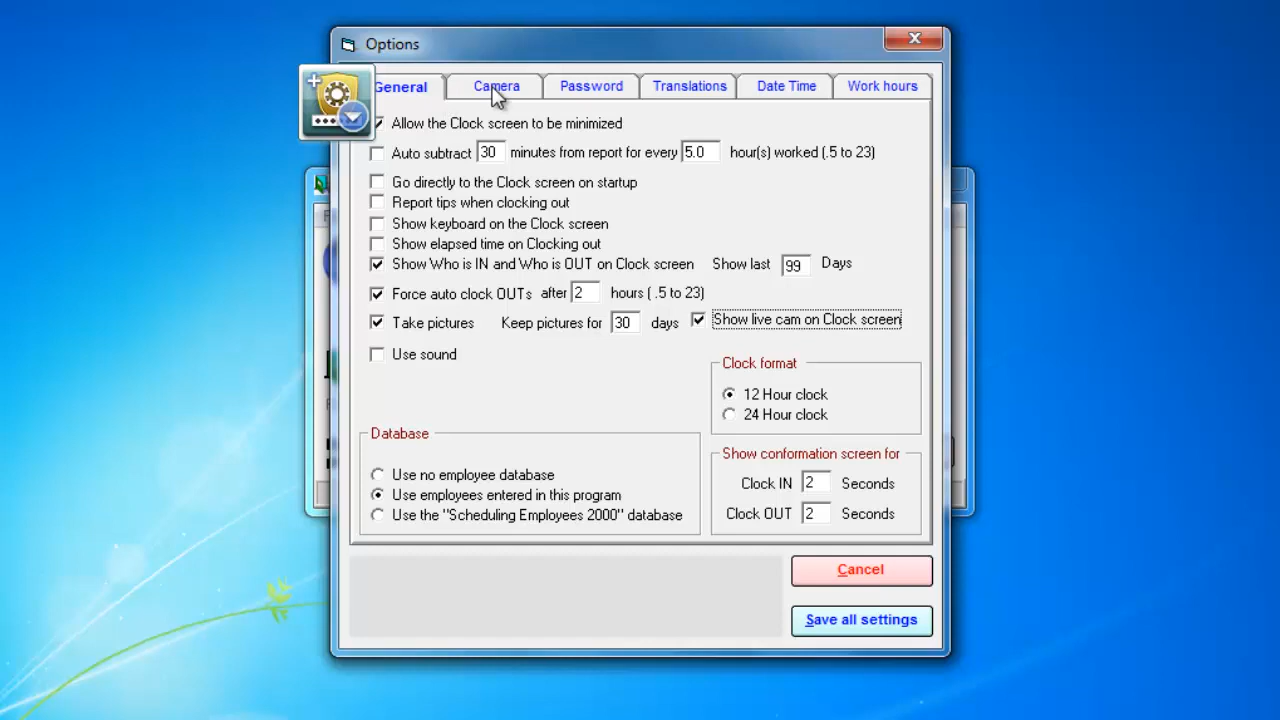 Options
General Camera Password Translations Date Time Work hours
Allow the Clock screen to be minimized
Auto subtract 30 minutes from report for every 5.0 hour(s) worked (.5 to 23)
Go directly to the Clock screen on startup
Report tips when clocking out
Show keyboard on the Clock screen
Show elapsed time on Clocking out
Show Who is IN and Who is OUT on Clock screen Show last 99 Days
Force auto clock OUTs after 2 hours ( .5 to 23)
Take pictures Keep pictures for 30 days Show live cam on Clock screen
Use sound
Clock format
12 Hour clock
24 Hour clock
Database
Use no employee database
Use employees entered in this program
Use the "Scheduling Employees 2000" database
Show conformation screen for
Clock IN 2 Seconds
Clock OUT 2 Seconds
Cancel
Save all settings